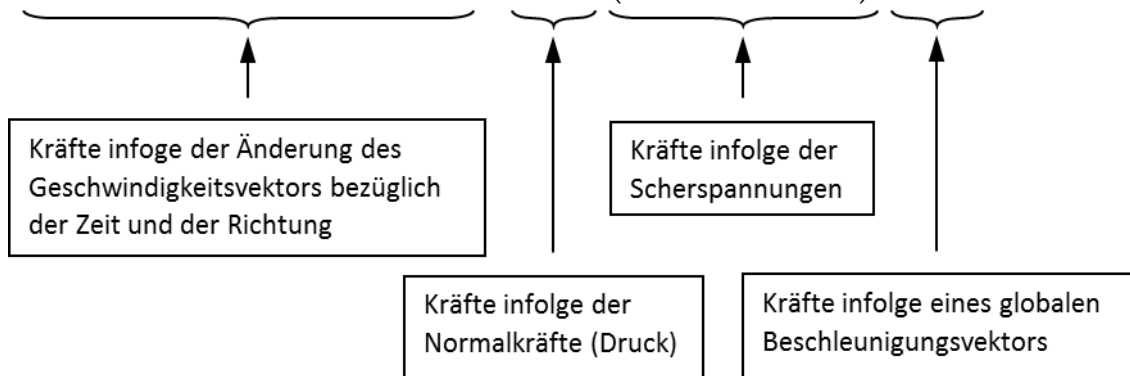 Kräfte infoge der Änderung des
Geschwindigkeitsvektors bezüglich
der Zeit und der Richtung
Kräfte infolge der
Scherspannungen
Kräfte infolge der
Normalkräfte (Druck)
Kräfte infolge eines globalen
Beschleunigungsvektors